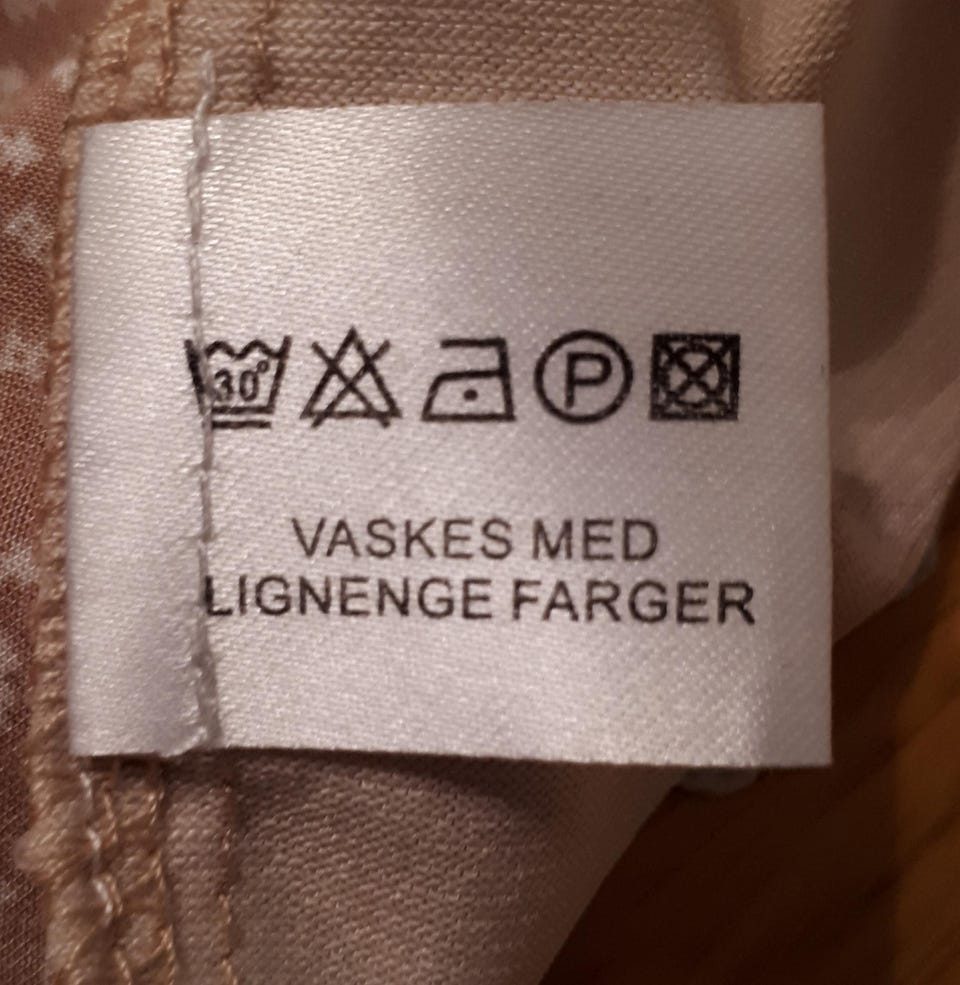 30°
P
VASKES MED
LIGNENGE FARGER